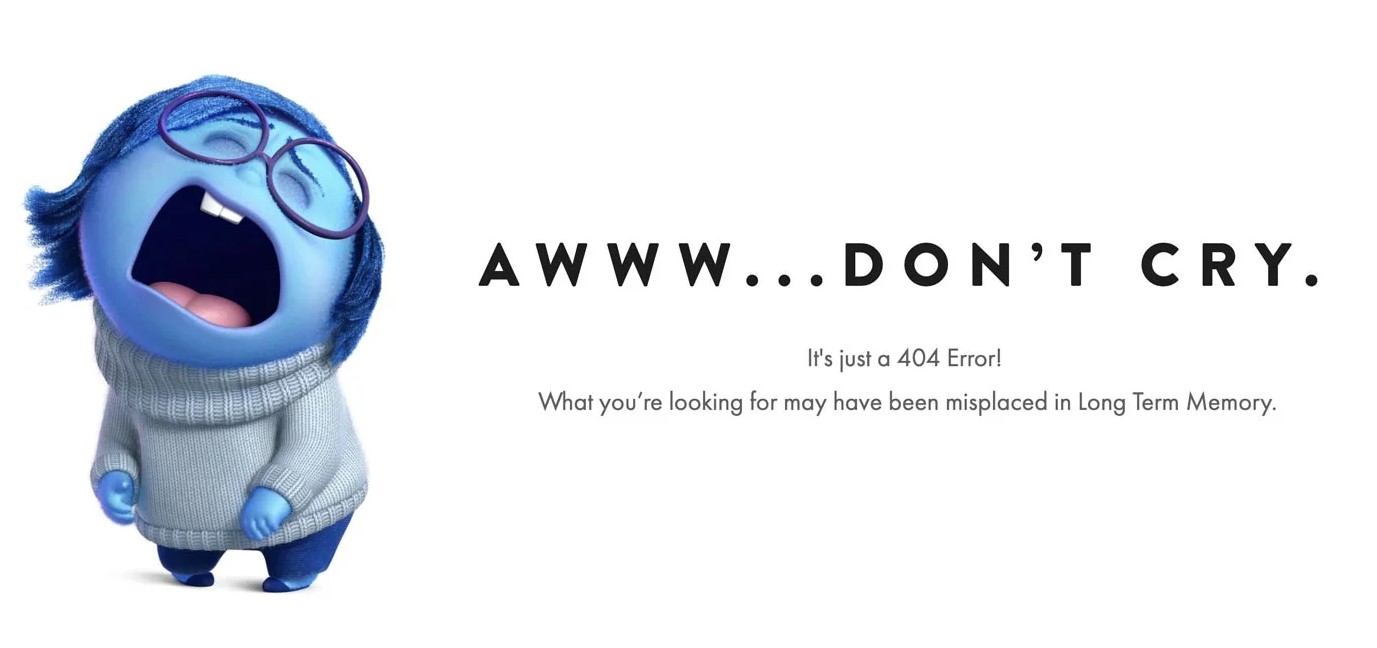 AWWW...DON’T CRY.
It's just a 404 Error!
What you’re looking for may have been misplaced in Long Term Memory.